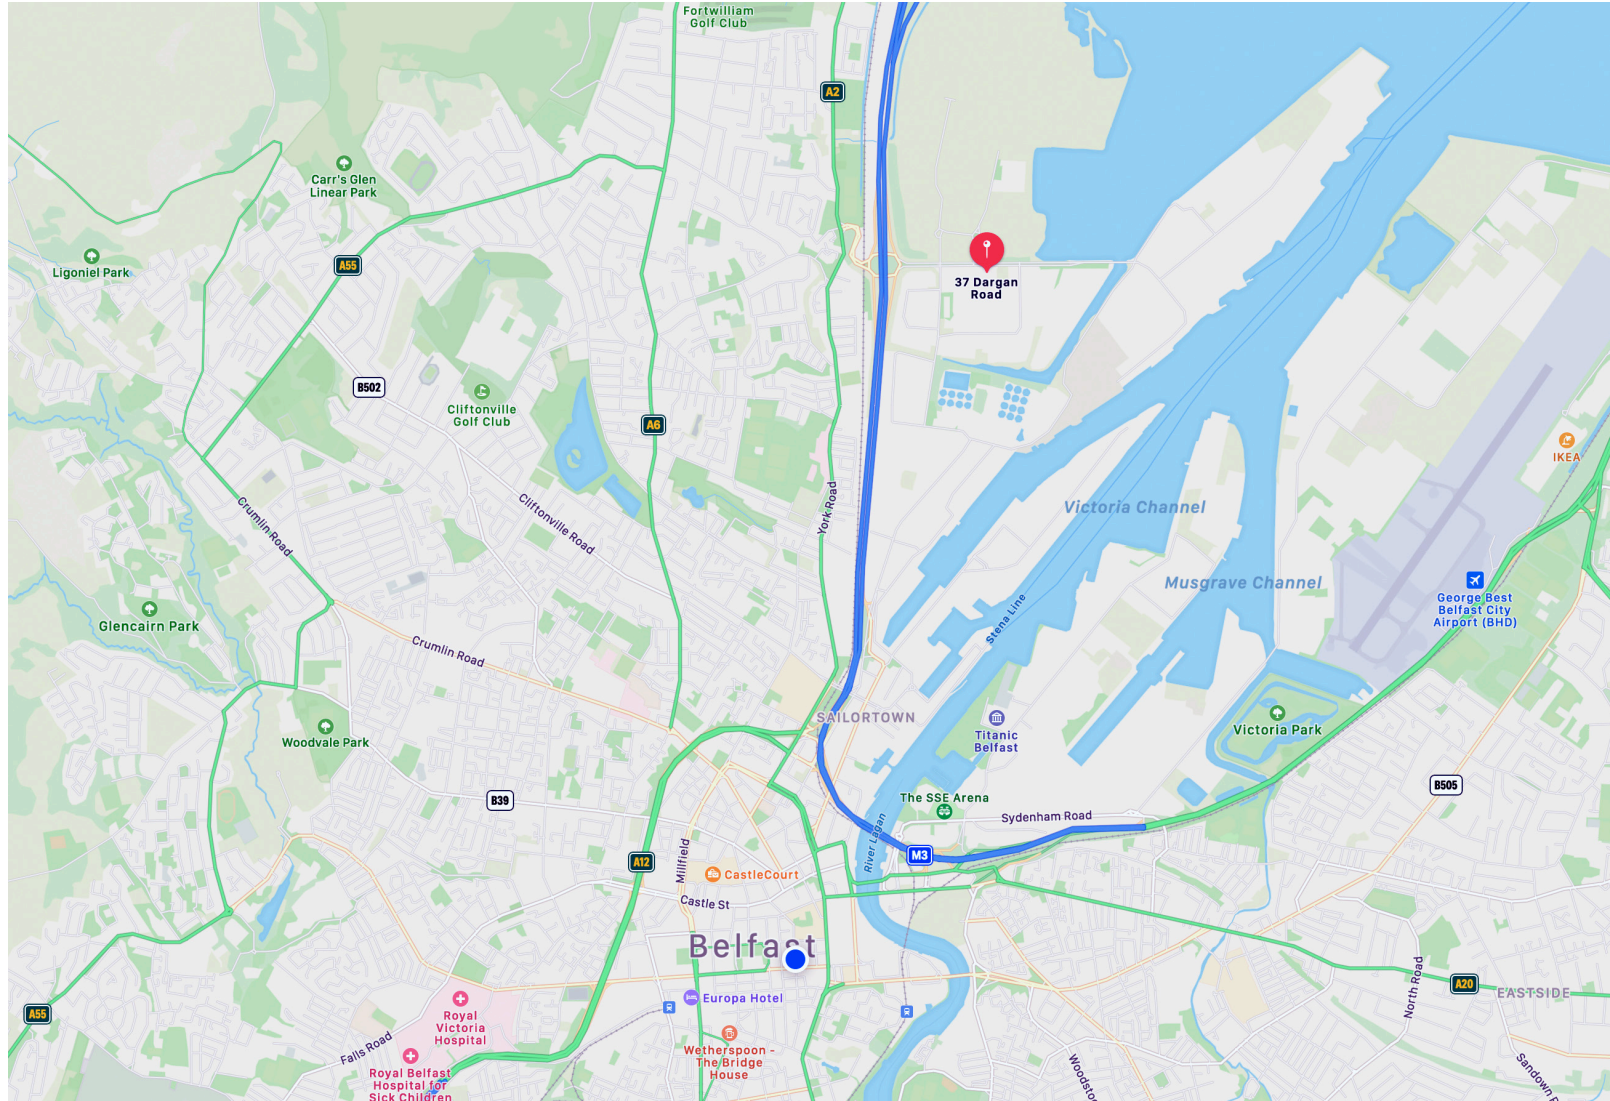 Fortwilliam
Golf Club
A2
Carr's Glen
Linear Park
Ligoniel Park
A55
37 Dargan
Road
B502
Cliftonville
Golf Club
A6
IKEA
Crumlin Road
Cliftonville Road
York Road
Victoria Channel
Musgrave Channel
George Best
Belfast City
Airport (BHD)
Glencairn Park
Stena Line
Crumlin Road
SAILORTOWN
Titanic
Belfast
Victoria Park
Woodvale Park
B39
The SSE Arena
Sydenham Road
B505
River Lagan
M3
A12
Millfield
CastleCourt
Castle St
Belfast
Europa Hotel
A20
EASTSIDE
North Road
A55
Royal
Victoria
Hospital
Falls Road
Royal Belfast
Hospital for
Sick Children
Wetherspoon -
The Bridge
House
Woodsto
Sandown R